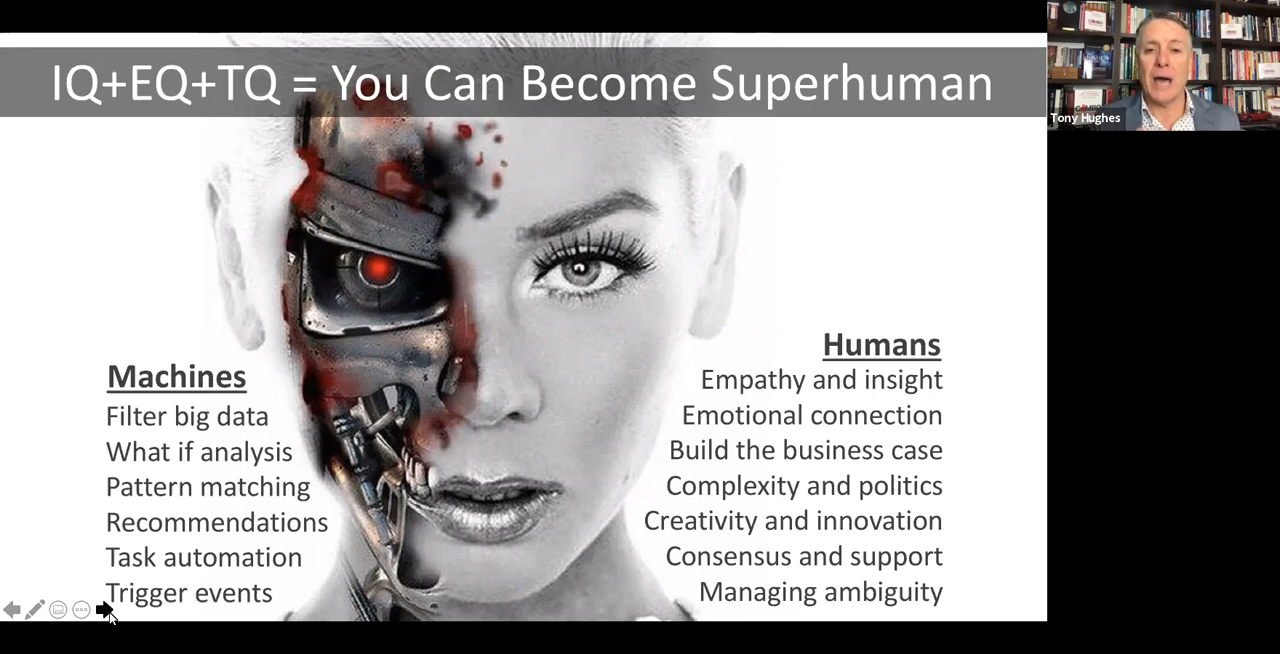 IQ+EQ+TQ = You Can Become Superhuman
Tony Hughes
Machines
Filter big data
What if analysis
Pattern matching
Recommendations
Task automation
Trigger events
Humans
Empathy and insight
Emotional connection
Build the business case
Complexity and politics
Creativity and innovation
Consensus and support
Managing ambiguity